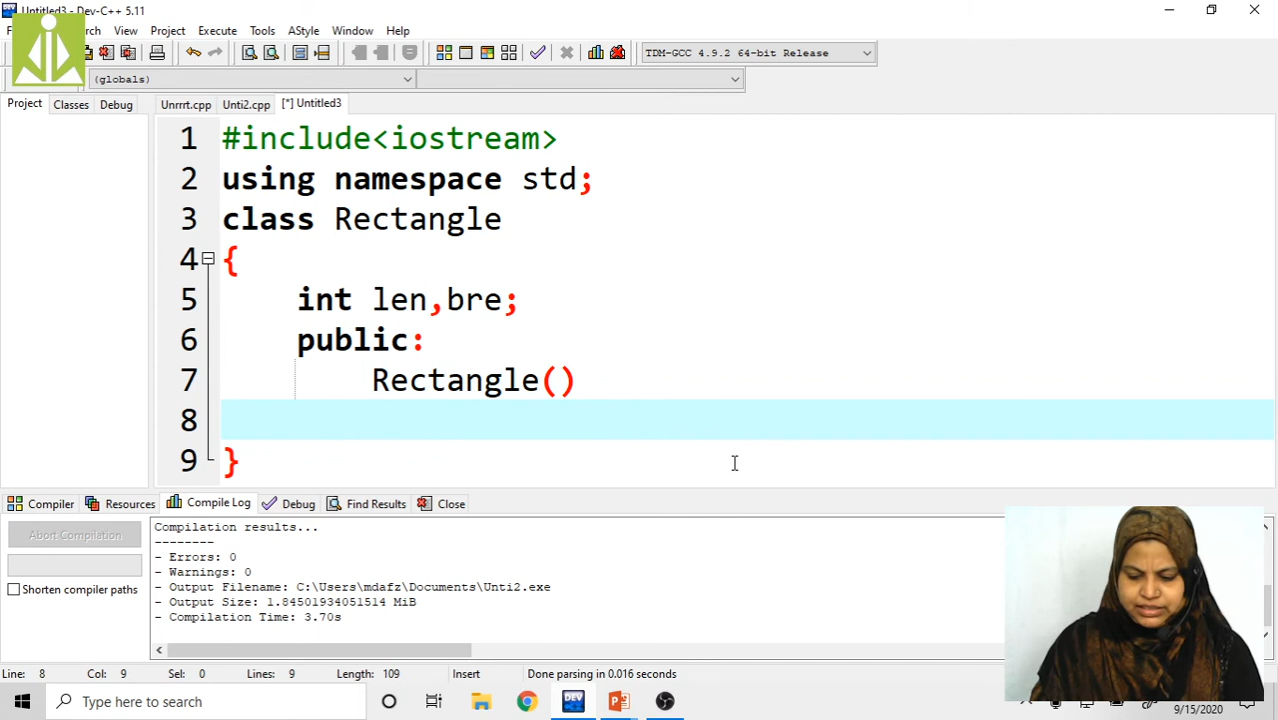 Untitled3 - Dev-C++ 5.11
View Project Execute Tools AStyle Window Help
TDM-GCC 4.9.2 64-bit Release
(globals)
Project Classes Debug Unrrrt.cpp Unti2.cpp [*] Untitled3
1 #include<iostream>
2 using namespace std;
3 class Rectangle
4 {
5 int len,bre;
6 public:
7 Rectangle()
8
9 }
Compiler Resources Compile Log Debug Find Results Close
Abort Compilation
Shorten compiler paths
Compilation results...
--------
- Errors: 0
- Warnings: 0
- Output Filename: C:\Users\mdafz\Documents\Unti2.exe
- Output Size: 1.84501934051514 MiB
- Compilation Time: 3.70s
Line: 8 Col: 9 Sel: 0 Lines: 9 Length: 109 Insert Done parsing in 0.016 seconds
Type here to search
DEV
9/15/2020